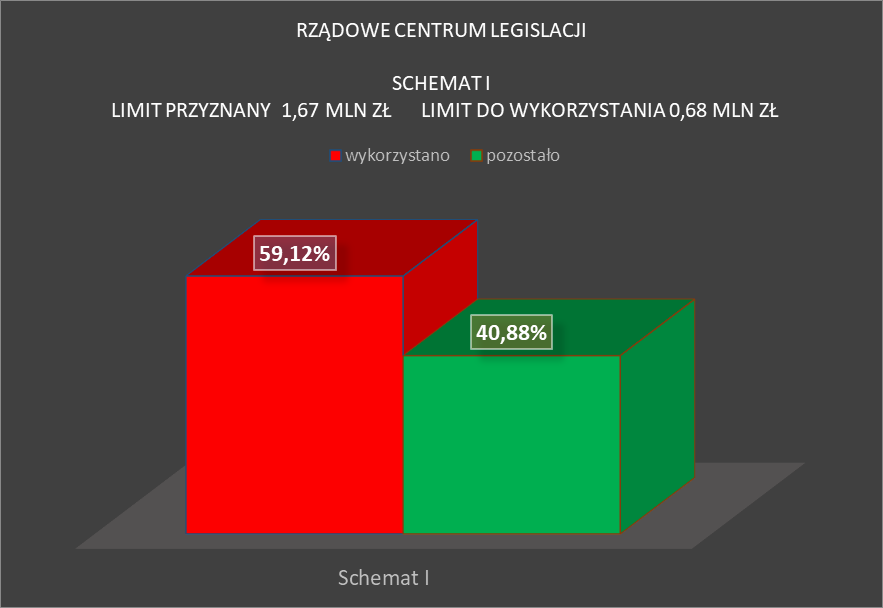 RZĄDOWE CENTRUM LEGISLACJI
SCHEMAT I
LIMIT PRZYZNANY 1,67 MLN ZŁ LIMIT DO WYKORZYSTANIA 0,68 MLN ZŁ
wykorzystano pozostało
59,12%
40,88%
Schemat I